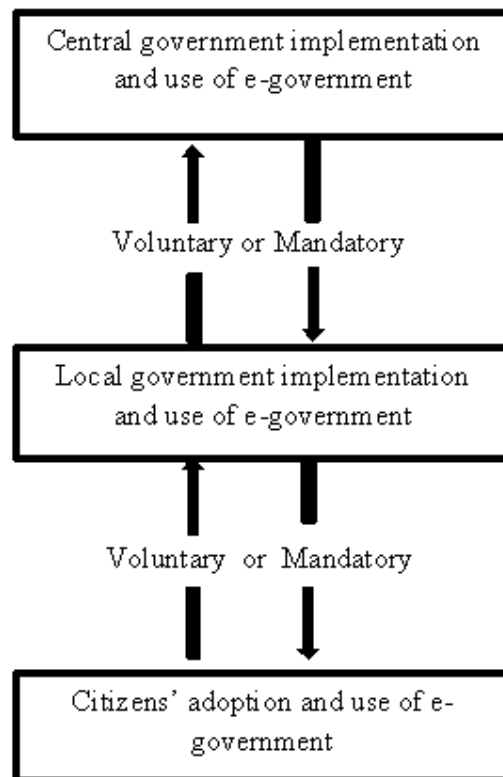 Central government implementation
and use of e-government
Voluntary or Mandatory
Local government implementation
and use of e-government
Voluntary or Mandatory
Citizens’ adoption and use of e-
government